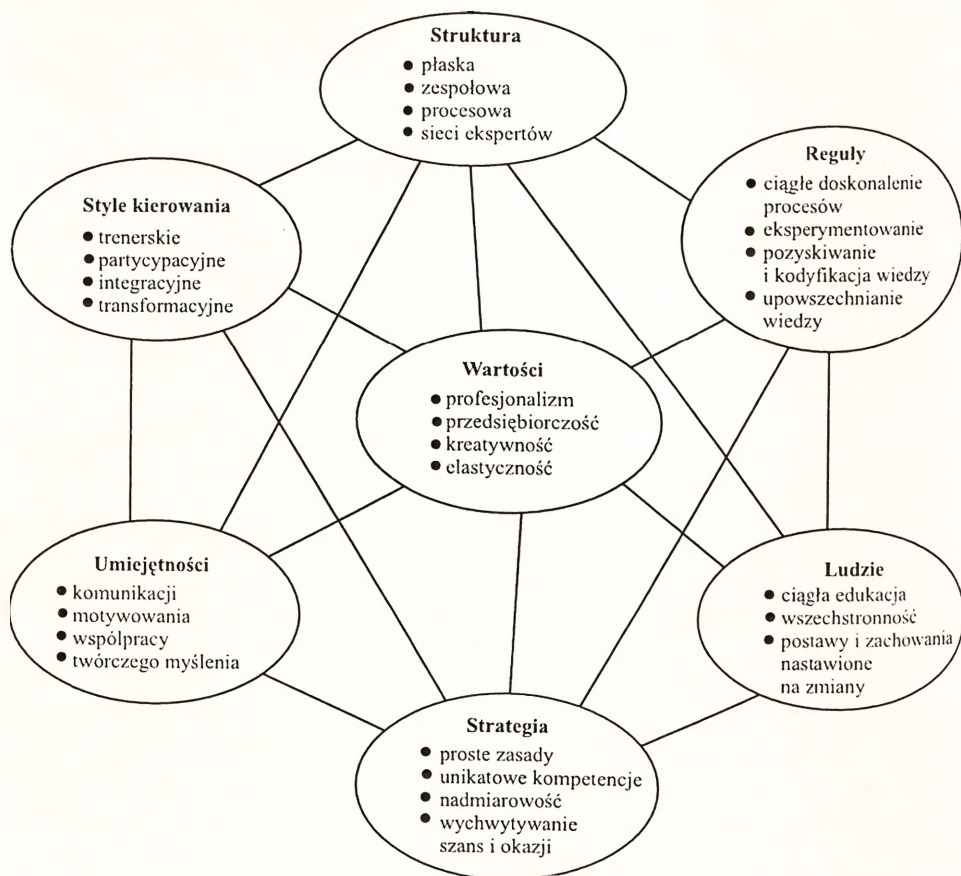 Struktura
● płaska
● zespołowa
● procesowa
● sieci ekspertów
Reguły
● ciągłe doskonalenie
procesów
● eksperymentowanie
● pozyskiwanie
i kodyfikacja wiedzy
● upowszechnianie
wiedzy
Style kierowania
● trenerskie
● partycypacyjne
● integracyjne
● transformacyjne
Wartości
● profesjonalizm
● przedsiębiorczość
● kreatywność
● elastyczność
Umiejętności
● komunikacji
● motywowania
● współpracy
● twórczego myślenia
Ludzie
● ciągła edukacja
● wszechstronność
● postawy i zachowania
nastawione
na zmiany
Strategia
● proste zasady
● unikatowe kompetencje
● nadmiarowość
● wychwytywanie
szans i okazji